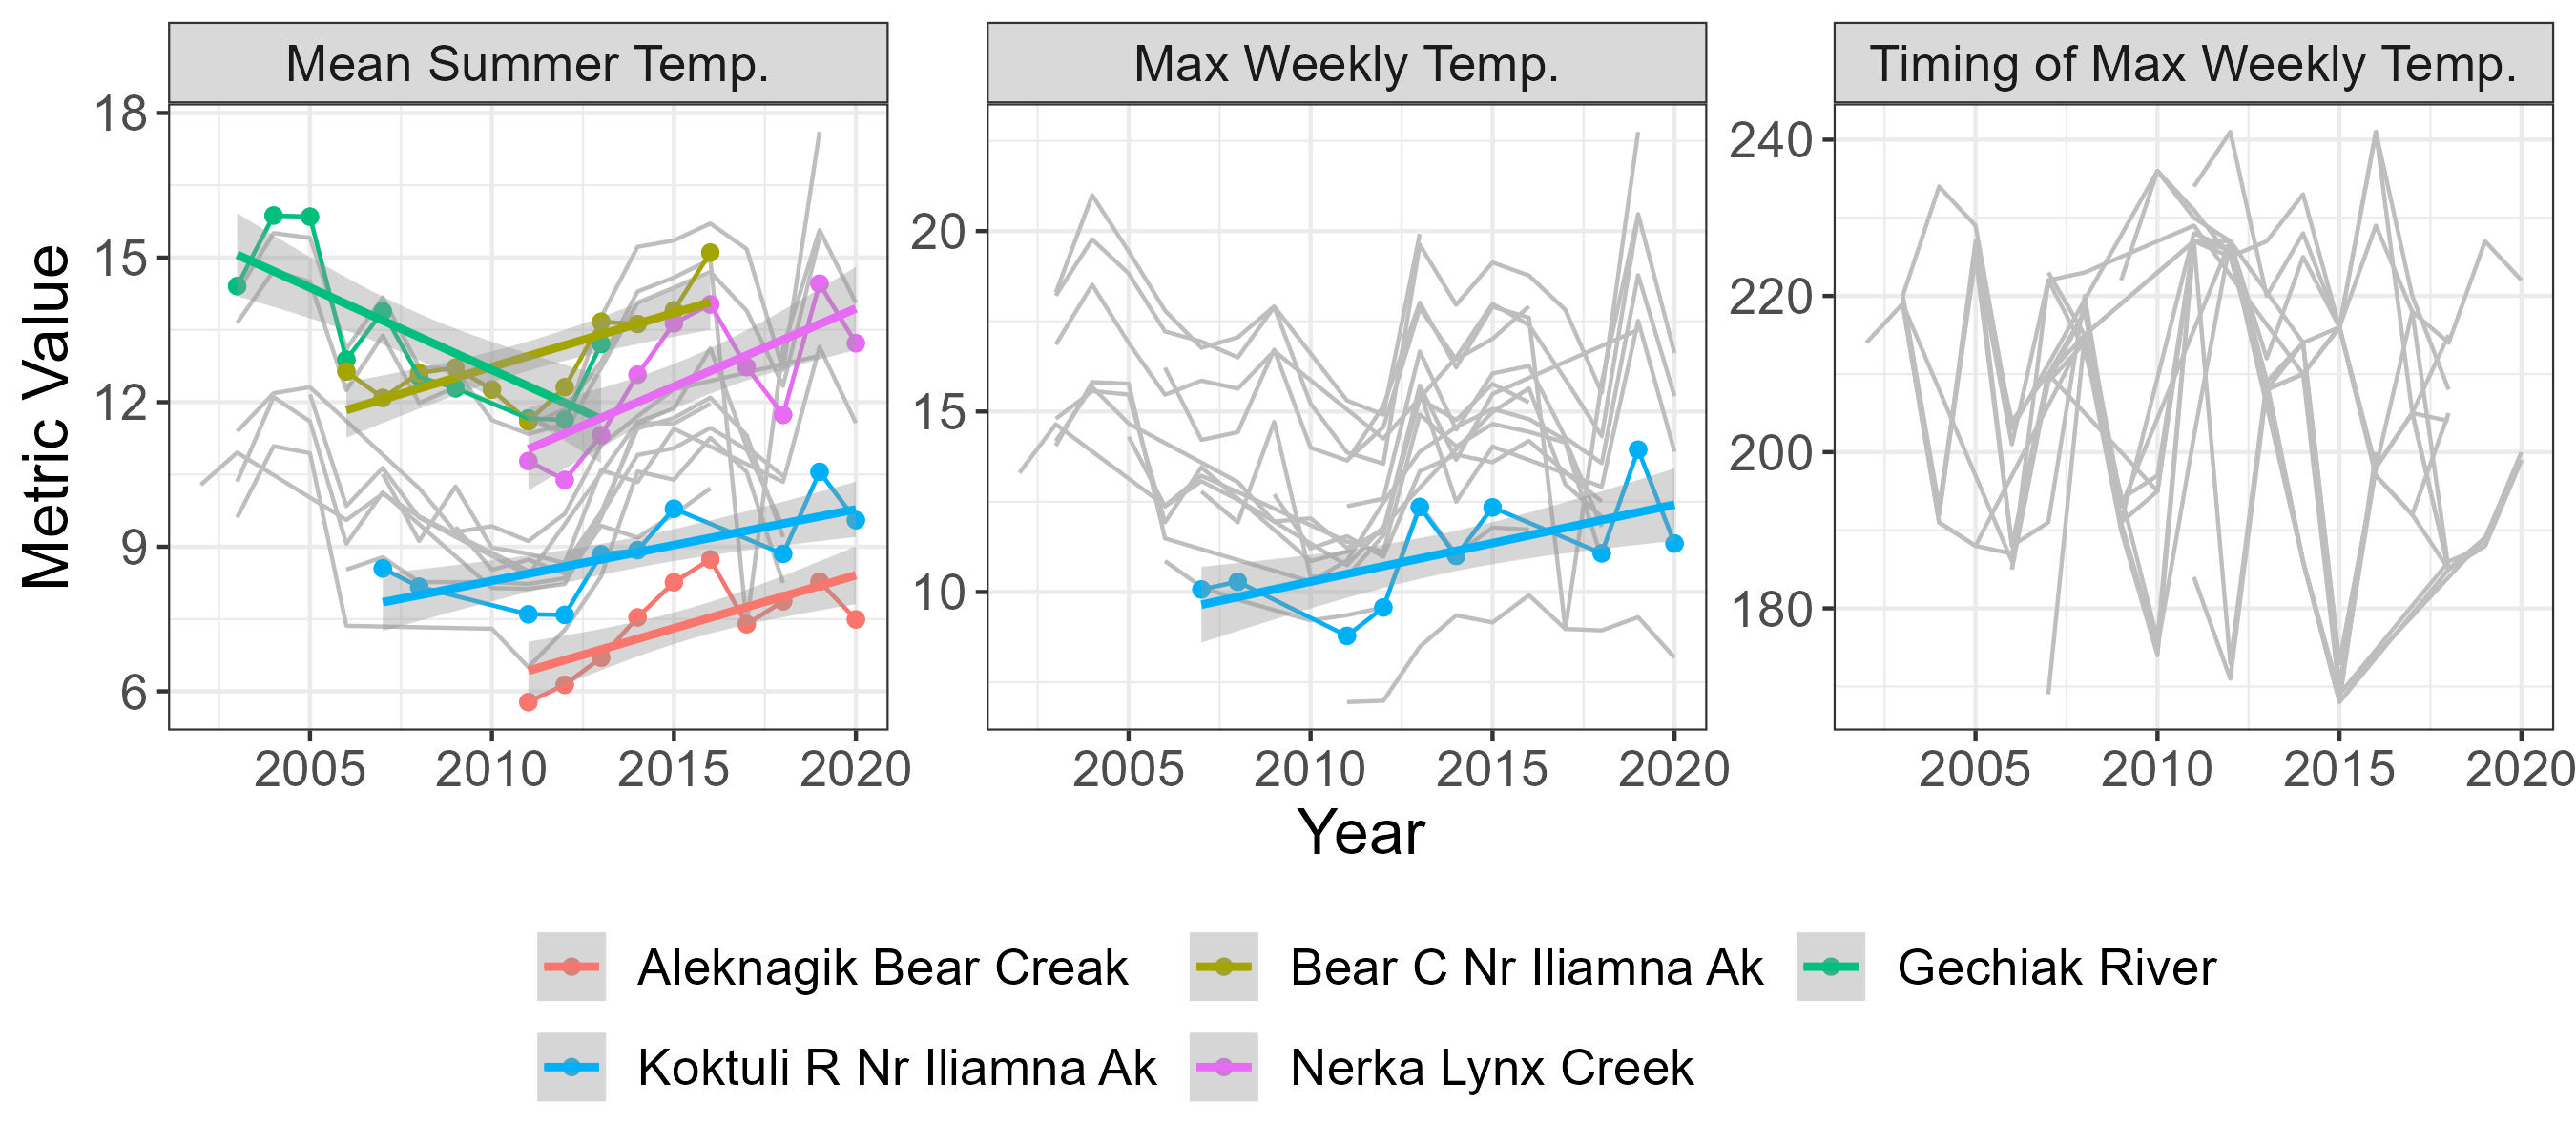 Mean Summer Temp.
Max Weekly Temp.
Timing of Max Weekly Temp.
Metric Value
18
15
12
9
6
20
15
10
240
220
200
180
2005 2010 2015 2020
2005 2010 2015 2020
2005 2010 2015 2020
Year
Aleknagik Bear Creak
Bear C Nr Iliamna Ak
Gechiak River
Koktuli R Nr Iliamna Ak
Nerka Lynx Creek